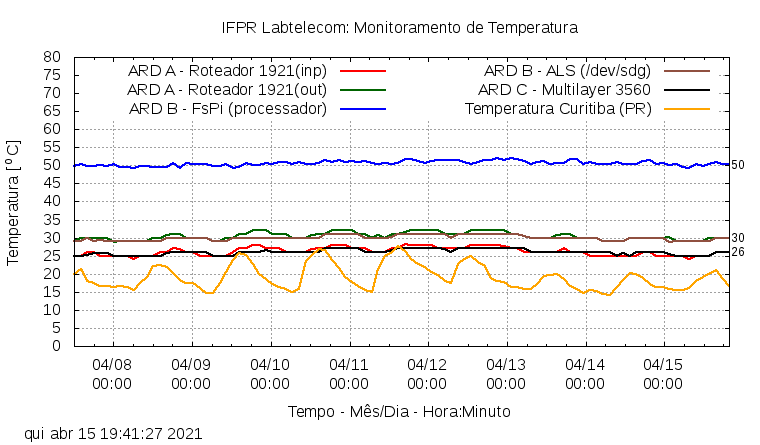 IFPR Labtelecom: Monitoramento de Temperatura
Temperatura [ ⁰C]
80
75
70
65
60
55
50
45
40
35
30
25
20
15
10
5
0
ARD A - Roteador 1921(inp)
ARD A - Roteador 1921(out)
ARD B - FsPi (processador)
ARD B - ALS (/dev/sdg)
ARD C - Multilayer 3560
Temperatura Curitiba (PR)
50
30
26
04/08 04/09 04/10 04/11 04/12 04/13 04/14 04/15
00:00 00:00 00:00 00:00 00:00 00:00 00:00 00:00
Tempo - Mês/Dia - Hora:Minuto
qui abr 15 19:41:27 2021